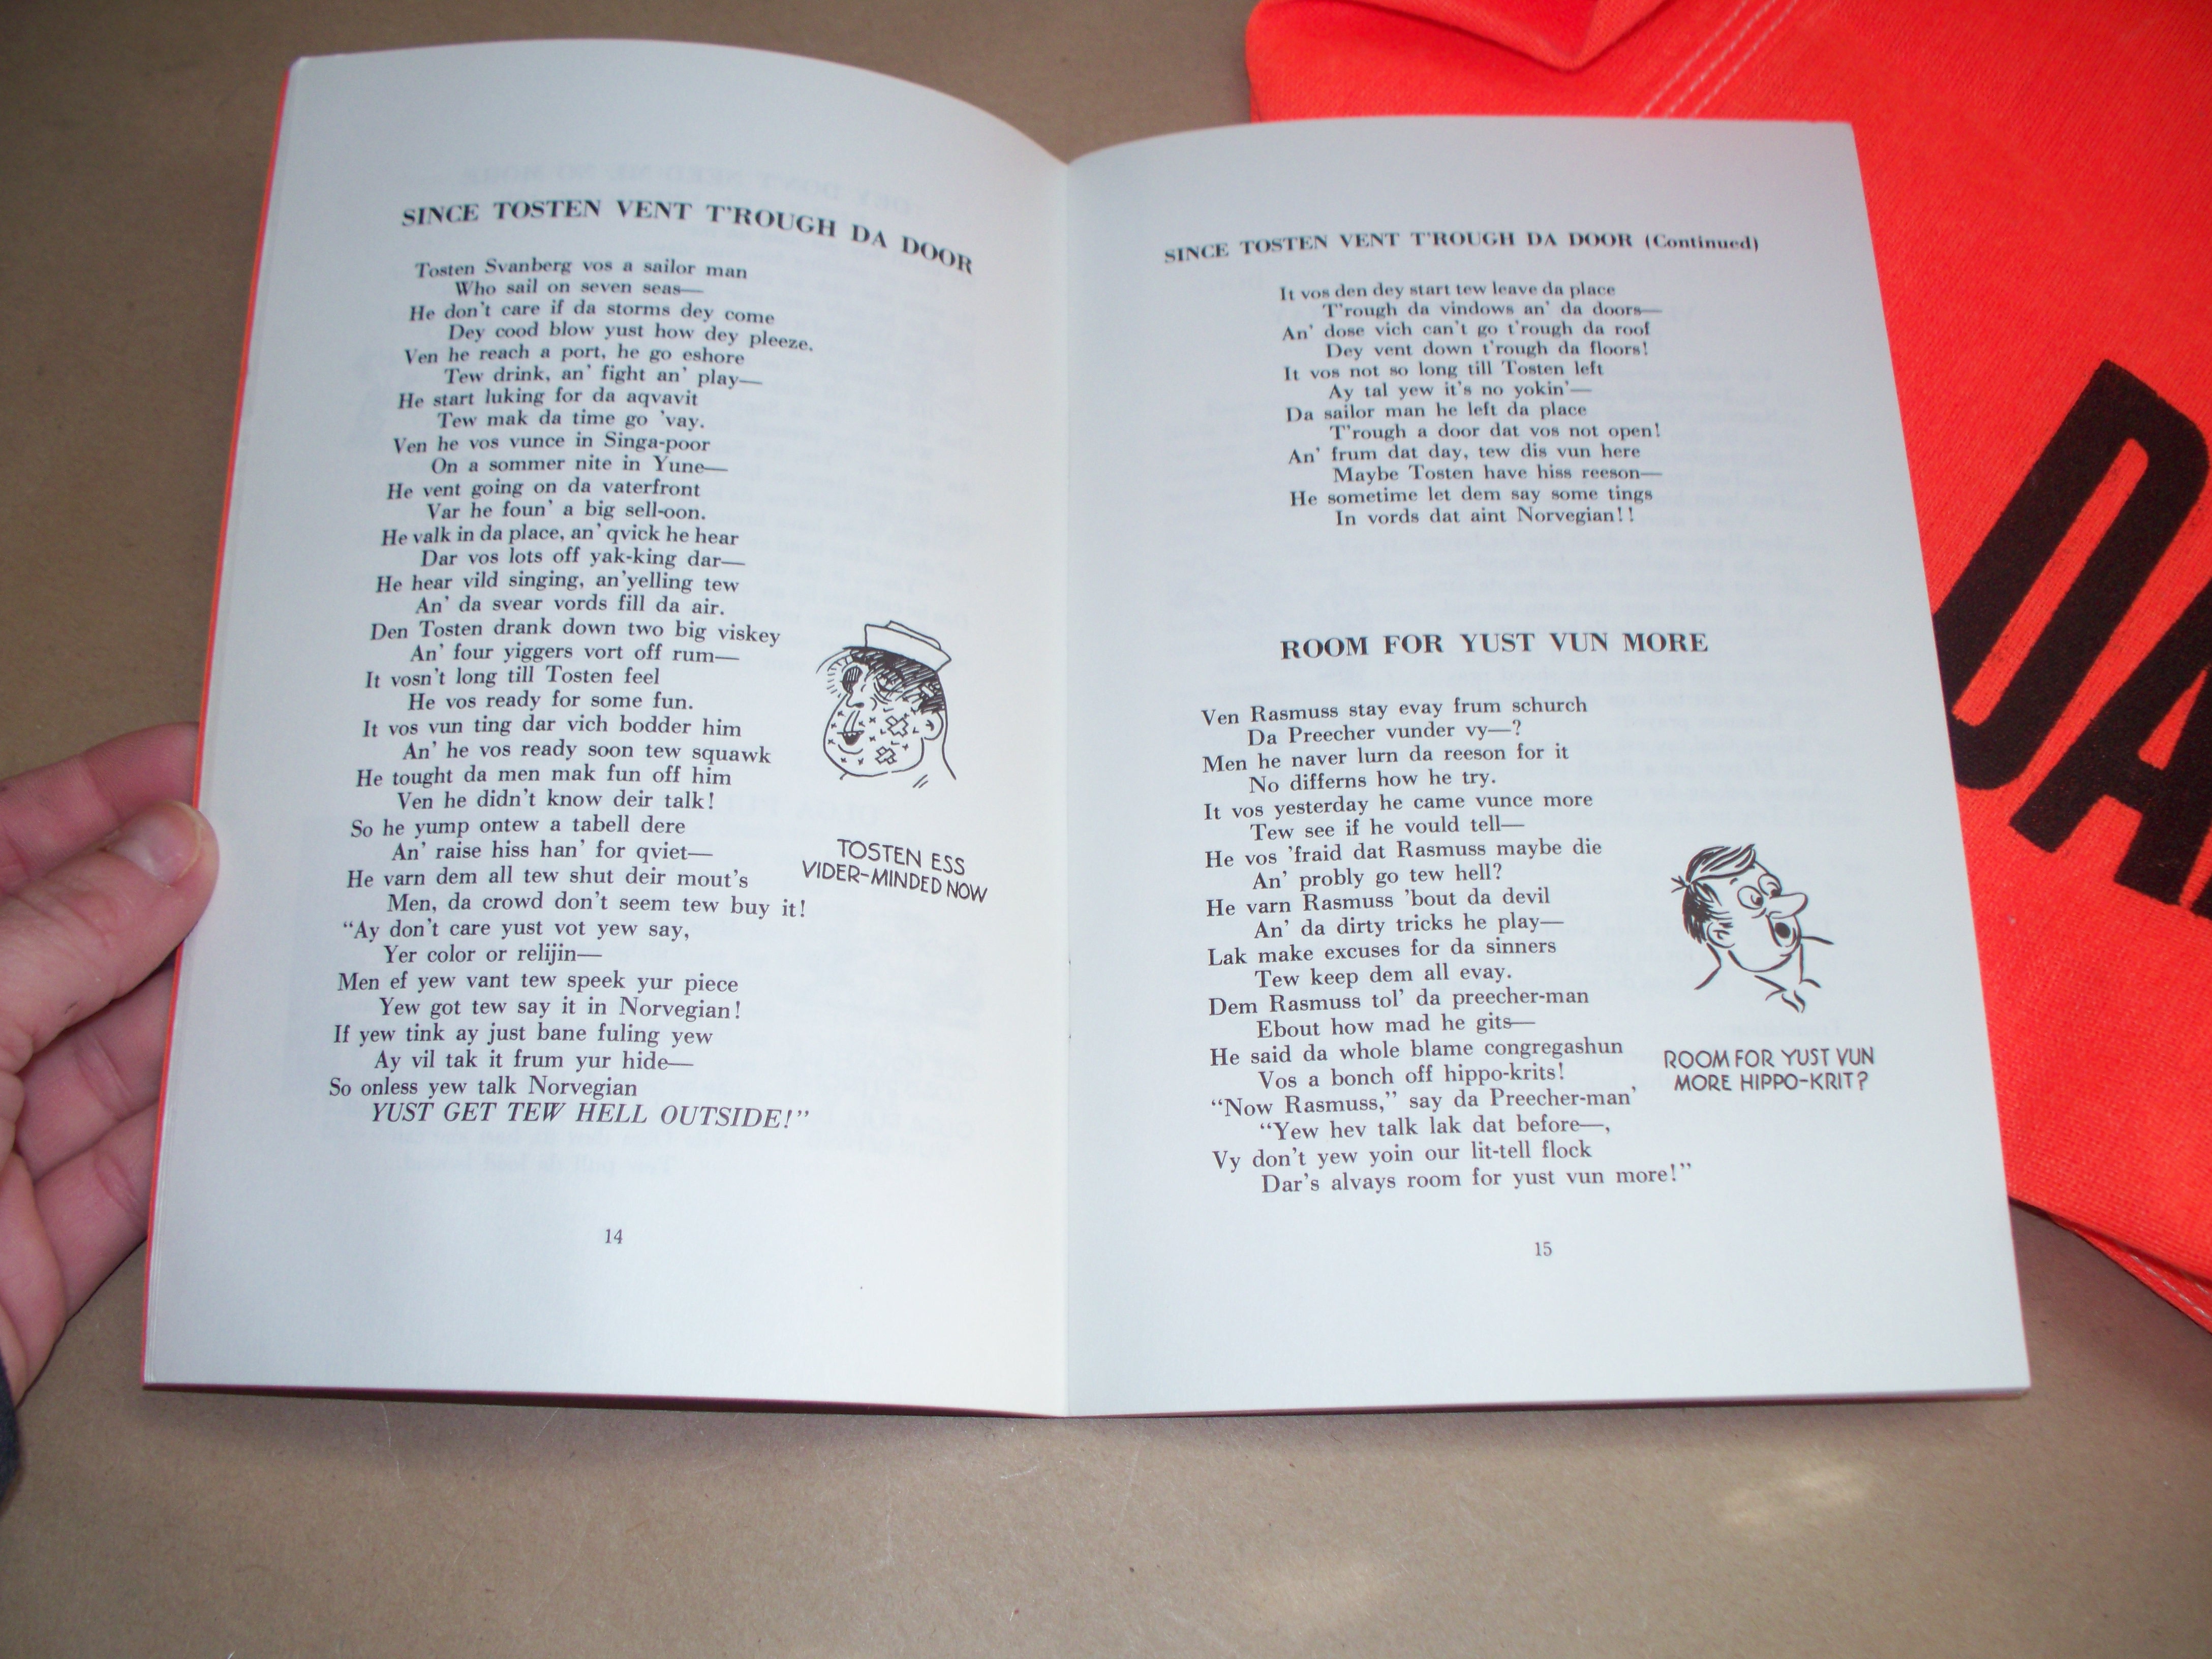 SINCE TOSTEN VENT T'ROUGH DA DOOR
Tosten Svanberg vos a sailor man
Who sail on seven seas—
He don't care if da storms dey come
Dey cood blow yust how dey pleeze.
Ven he reach a port, he go eshore
Tew drink, an' fight an' play—
He start luking for da aqvavit
Tew mak da time go 'vay.
Ven he vos vunce in Singa-poor
On a sommer nite in Yune—
He vent going on da vaterfront
Var he foun' a big sell-oon.
He valk in da place, an' qvick he hear
Dar vos lots off yak-king dar—
He hear vild singing, an'yelling tew
An' da svear vords fill da air.
Den Tosten drank down two big viskey
An' four yiggers vort off rum—
It vosn't long till Tosten feel
He vos ready for some fun.
It vos vun ting dar vich bodder him
An' he vos ready soon tew squawk
He tought da men mak fun off him
Ven he didn't know deir talk!
So he yump ontew a tabell dere
An' raise hiss han' for qviet—
He varn dem all tew shut deir mout's
Men, da crowd don't seem tew buy it!
"Ay don't care yust vot yew say,
Yer color or relijin—
Men ef yew vant tew speek yur piece
Yew got tew say it in Norvegian!
If yew tink ay just bane fuling yew
Ay vil tak it frum yur hide—
So onless yew talk Norvegian
YUST GET TEW HELL OUTSIDE!"
TOSTEN ESS
VIDER-MINDED NOW
14
SINCE TOSTEN VENT T'ROUGH DA DOOR (Continued)
It vos den dey start tew leave da place
T'rough da vindows an' da doors—
An' dose vich can't go t'rough da roof
Dey vent down t'rough da floors!
It vos not so long till Tosten left
Ay tal yew it's no yokin'—
Da sailor man he left da place
T'rough a door dat vos not open!
An' frum dat day, tew dis vun here
Maybe Tosten have hiss reeson—
He sometime let dem say some tings
In vords dat aint Norvegian!!
ROOM FOR YUST VUN MORE
Ven Rasmuss stay evay frum schurch
Da Preecher vunder vy—?
Men he naver lurn da reeson for it
No differns how he try.
It vos yesterday he came vunce more
Tew see if he vould tell—
He vos 'fraid dat Rasmuss maybe die
An' probly go tew hell?
He varn Rasmuss 'bout da devil
An' da dirty tricks he play—
Lak make excuses for da sinners
Tew keep dem all evay.
Dem Rasmuss tol' da preecher-man
Ebout how mad he gits—
He said da whole blame congregashun
Vos a bonch off hippo-krits!
"Now Rasmuss," say da Preecher-man'
"Yew hev talk lak dat before—,
Vy don't yew yoin our lit-tell flock
Dar's alvays room for yust vun more!"
ROOM FOR YUST VUN
MORE HIPPO-KRIT?
15
DA